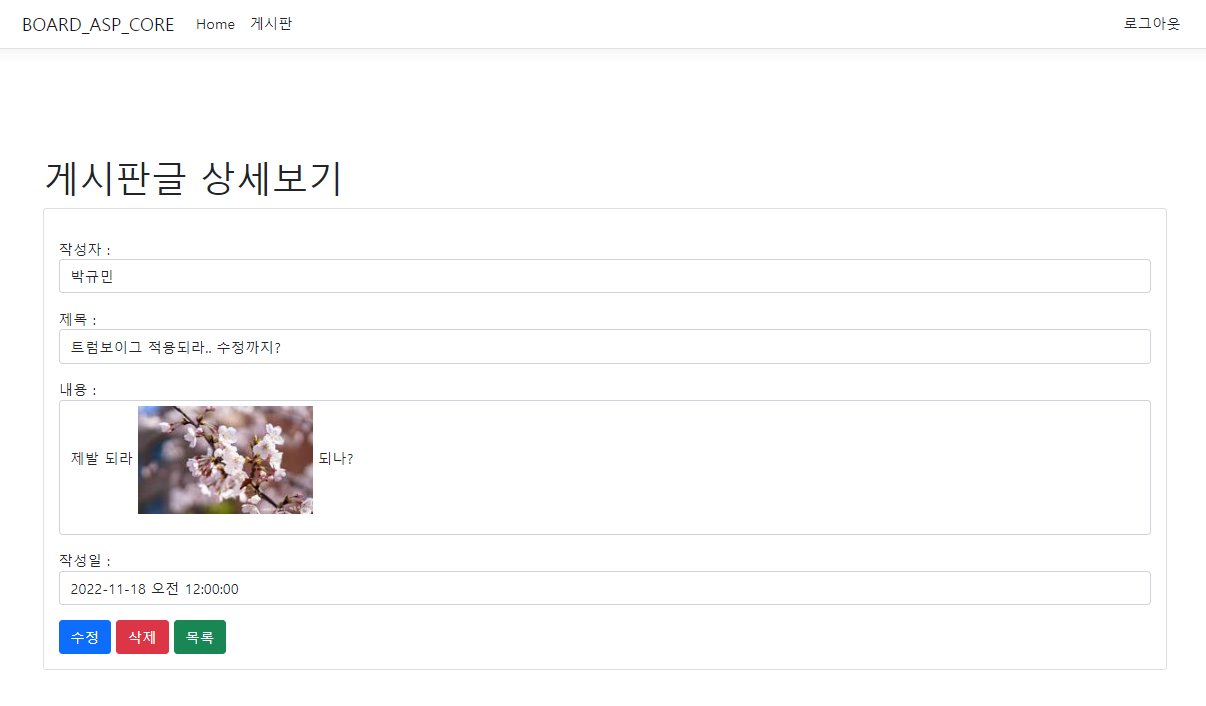 BOARD_ASP_CORE Home 게시판 로그아웃
게시판글 상세보기
작성자 :
박규민
제목 :
트럼보이그 적용되라.. 수정까지?
내용 :
제발 되라 되나?
작성일 :
2022-11-18 오전 12:00:00
수정 삭제 목록